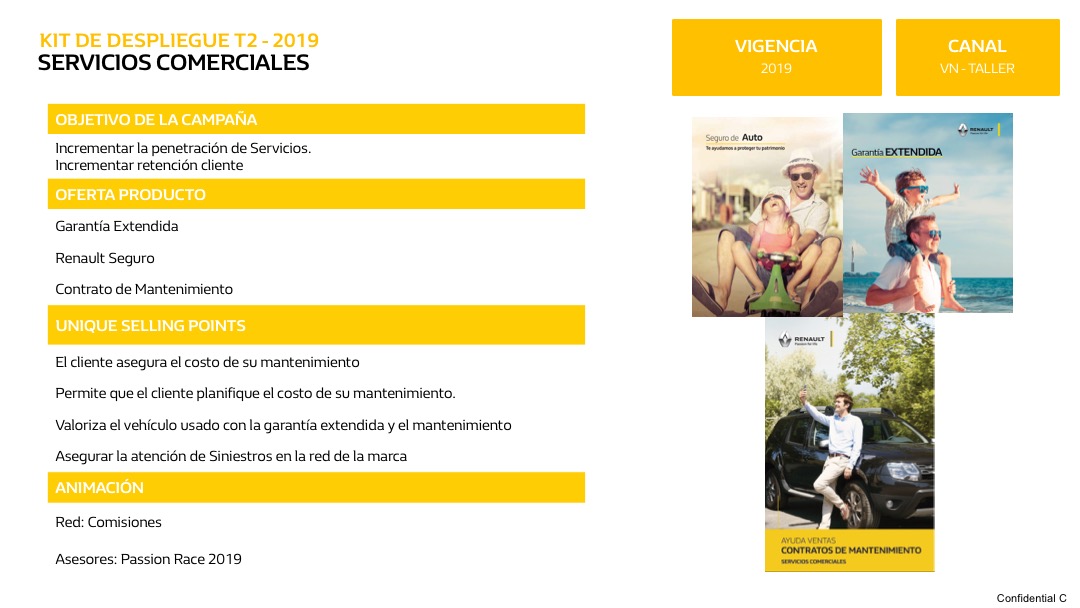 KIT DE DESPLIEGUE T2 - 2019
SERVICIOS COMERCIALES
VIGENCIA
2019
CANAL
VN - TALLER
OBJETIVO DE LA CAMPAÑA
Incrementar la penetración de Servicios.
Incrementar retención cliente
OFERTA PRODUCTO
Garantía Extendida
Renault Seguro
Contrato de Mantenimiento
UNIQUE SELLING POINTS
El cliente asegura el costo de su mantenimiento
Permite que el cliente planifique el costo de su mantenimiento.
Valoriza el vehículo usado con la garantía extendida y el mantenimiento
Asegurar la atención de Siniestros en la red de la marca
ANIMACIÓN
Red: Comisiones
Asesores: Passion Race 2019
Seguro de Auto
Te ayudamos a proteger tu patrimonio
RENAULT
Passion for life
Garantía EXTENDIDA
RENAULT
Passion for life
AYUDA VENTAS
CONTRATOS DE MANTENIMIENTO
SERVICIOS COMERCIALES
Confidential C